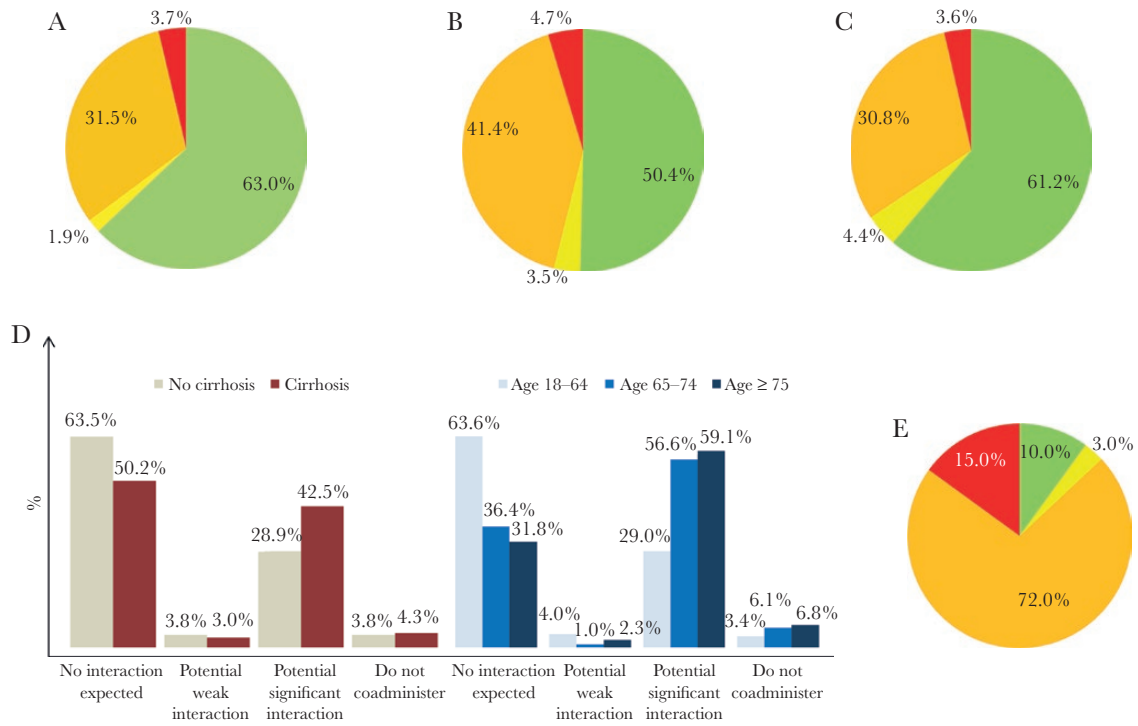 A
3.7%
31.5%
63.0%
1.9%
B
4.7%
41.4%
50.4%
3.5%
C
3.6%
30.8%
61.2%
4.4%
D
%
No cirrhosis Cirrhosis
63.5%
50.2%
3.8%
3.0%
28.9%
42.5%
3.8%
4.3%
No interaction
expected
Potential
weak
interaction
Potential
significant
interaction
Do not
coadminister
Age 18–64 Age 65–74 Age ≥ 75
63.6%
36.4%
31.8%
4.0%
1.0%
2.3%
29.0%
56.6%
59.1%
3.4%
6.1%
6.8%
No interaction
expected
Potential
weak
interaction
Potential
significant
interaction
Do not
coadminister
E
15.0%
10.0%
3.0%
72.0%